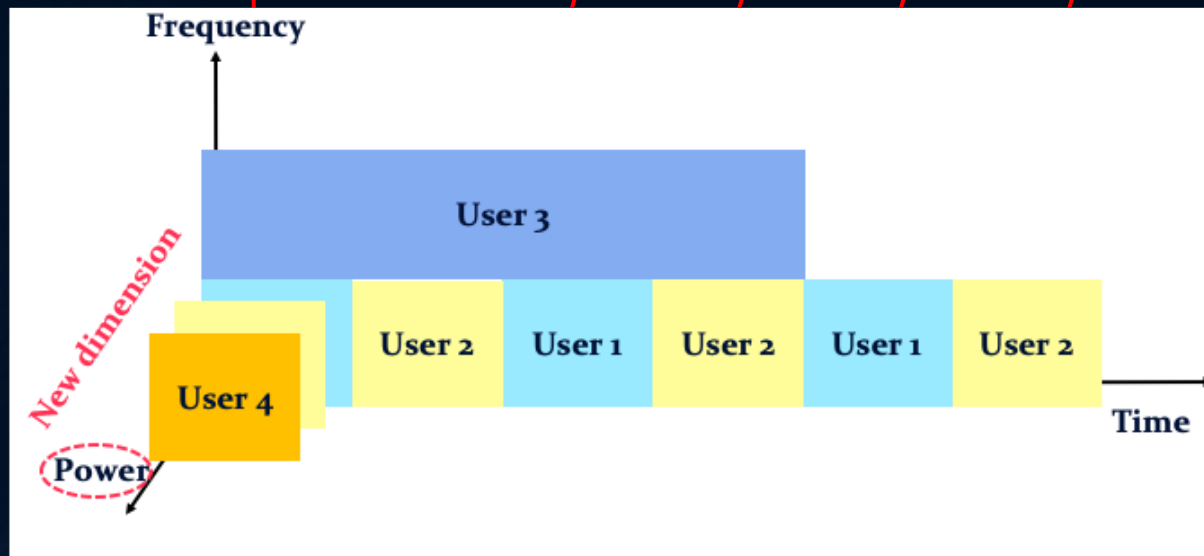 Frequency
User 3
New dimension
User 2
User 1
User 2
User 1
User 2
User 4
Time
Power